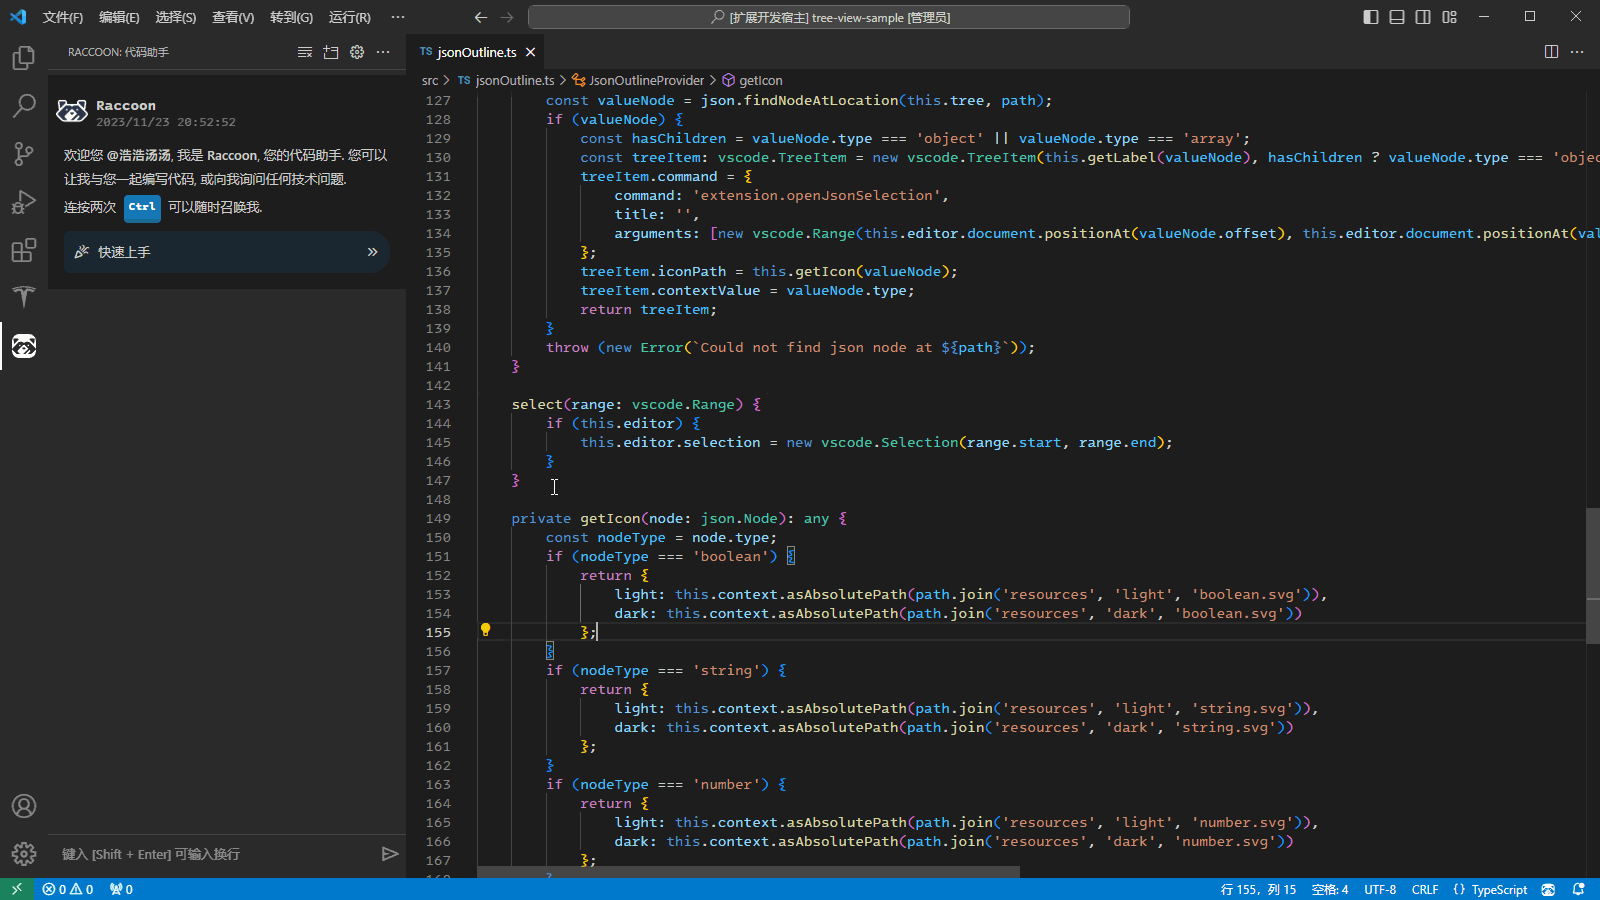 文件(F) 编辑(E) 选择(S) 查看(V) 转到(G) 运行(R) ···
[扩展开发宿主] tree-view-sample [管理员]
RACCOON: 代码助手
Raccoon
2023/11/23 20:52:52
欢迎您 @浩浩汤汤, 我是 Raccoon, 您的代码助手. 您可以
让我与您一起编写代码, 或向我询问任何技术问题.
连按两次 Ctrl 可以随时召唤我.
快速上手
键入 [Shift + Enter] 可输入换行
TS jsonOutline.ts
src > TS jsonOutline.ts > JsonOutlineProvider > getIcon
127 const valueNode = json.findNodeAtLocation(this.tree, path);
128 if (valueNode) {
129 const hasChildren = valueNode.type === 'object' || valueNode.type === 'array';
130 const treeItem: vscode.TreeItem = new vscode.TreeItem(this.getLabel(valueNode), hasChildren ? valueNode.type === 'objec
131 treeItem.command = {
132 command: 'extension.openJsonSelection',
133 title: '',
134 arguments: [new vscode.Range(this.editor.document.positionAt(valueNode.offset), this.editor.document.positionAt(val
135 };
136 treeItem.iconPath = this.getIcon(valueNode);
137 treeItem.contextValue = valueNode.type;
138 return treeItem;
139 }
140 throw (new Error(`Could not find json node at ${path}`));
141 }
142
143 select(range: vscode.Range) {
144 if (this.editor) {
145 this.editor.selection = new vscode.Selection(range.start, range.end);
146 }
147 }
148
149 private getIcon(node: json.Node): any {
150 const nodeType = node.type;
151 if (nodeType === 'boolean') {
152 return {
153 light: this.context.asAbsolutePath(path.join('resources', 'light', 'boolean.svg')),
154 dark: this.context.asAbsolutePath(path.join('resources', 'dark', 'boolean.svg'))
155 };
156 }
157 if (nodeType === 'string') {
158 return {
159 light: this.context.asAbsolutePath(path.join('resources', 'light', 'string.svg')),
160 dark: this.context.asAbsolutePath(path.join('resources', 'dark', 'string.svg'))
161 };
162 }
163 if (nodeType === 'number') {
164 return {
165 light: this.context.asAbsolutePath(path.join('resources', 'light', 'number.svg')),
166 dark: this.context.asAbsolutePath(path.join('resources', 'dark', 'number.svg'))
167 };
168 }
0 0 0 行 155，列 15 空格: 4 UTF-8 CRLF {} TypeScript